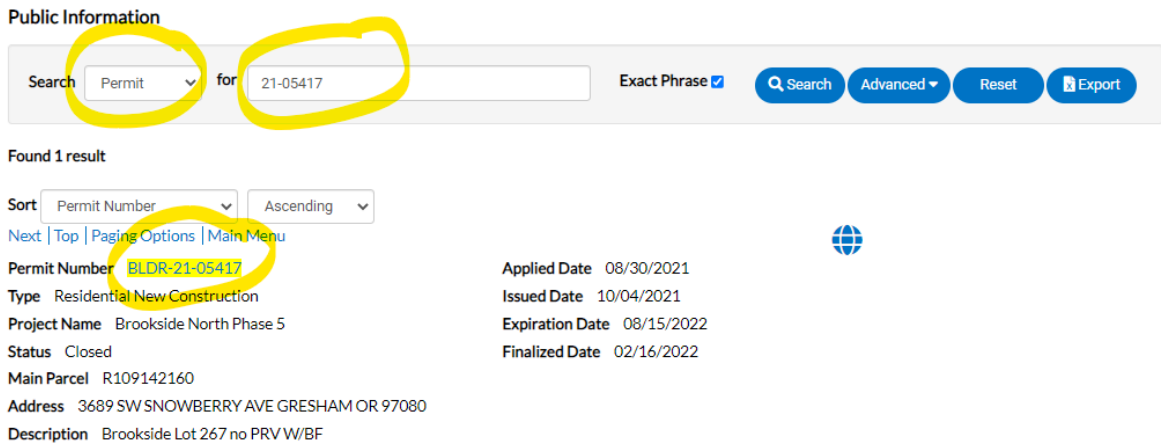 Public Information
Search Permit for 21-05417 Exact Phrase Search Advanced Reset Export
Found 1 result
Sort Permit Number Ascending
Next | Top | Paging Options | Main Menu
Permit Number BLDR-21-05417 Applied Date 08/30/2021
Type Residential New Construction Issued Date 10/04/2021
Project Name Brookside North Phase 5 Expiration Date 08/15/2022
Status Closed Finalized Date 02/16/2022
Main Parcel R109142160
Address 3689 SW SNOWBERRY AVE GRESHAM OR 97080
Description Brookside Lot 267 no PRV W/BF